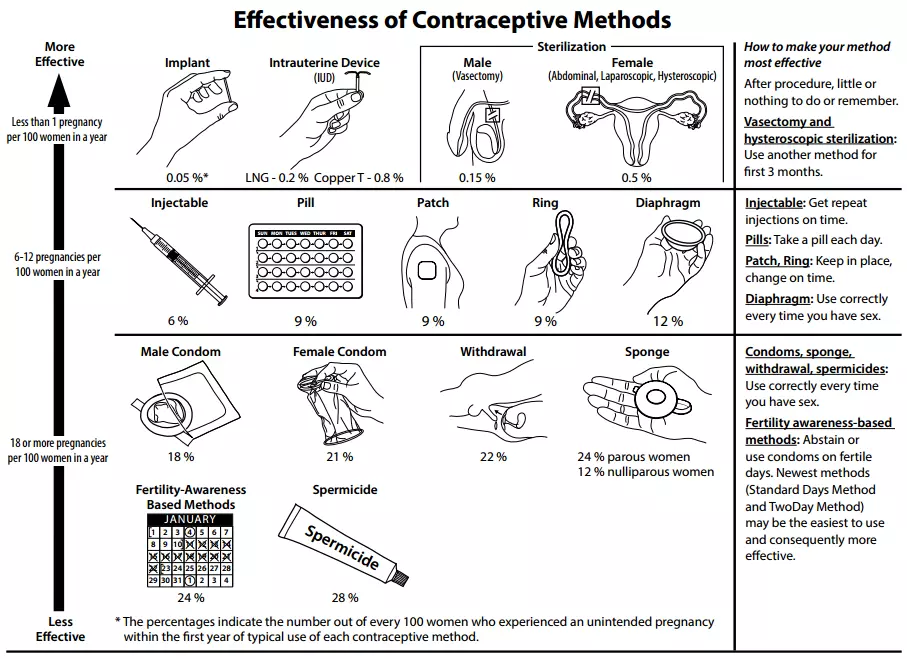 Effectiveness of Contraceptive Methods
More
Effective
Less than 1 pregnancy
per 100 women in a year
6-12 pregnancies per
100 women in a year
18 or more pregnancies
per 100 women in a year
Less
Effective
Implant
0.05 %*
Intrauterine Device
(IUD)
LNG - 0.2 % Copper T - 0.8 %
Sterilization
Male
(Vasectomy)
0.15 %
Female
(Abdominal, Laparoscopic, Hysteroscopic)
0.5 %
How to make your method
most effective
After procedure, little or
nothing to do or remember.
Vasectomy and
hysteroscopic sterilization:
Use another method for
first 3 months.
Injectable
6 %
Pill
SUN MON TUES WED THUR FRI SAT
9 %
Patch
9 %
Ring
9 %
Diaphragm
12 %
Injectable: Get repeat
injections on time.
Pills: Take a pill each day.
Patch, Ring: Keep in place,
change on time.
Diaphragm: Use correctly
every time you have sex.
Male Condom
18 %
Female Condom
21 %
Withdrawal
22 %
Sponge
24 % parous women
12 % nulliparous women
Fertility-Awareness
Based Methods
JANUARY
1 2 3 4 5 6 7
8 9 10 11 12 13 14
15 16 17 18 19 20 21
22 23 24 25 26 27 28
29 30 31 1 2 3 4
24 %
Spermicide
Spermicide
28 %
Condoms, sponge,
withdrawal, spermicides:
Use correctly every time
you have sex.
Fertility awareness-based
methods: Abstain or
use condoms on fertile
days. Newest methods
(Standard Days Method
and TwoDay Method)
may be the easiest to use
and consequently more
effective.
* The percentages indicate the number out of every 100 women who experienced an unintended pregnancy
within the first year of typical use of each contraceptive method.